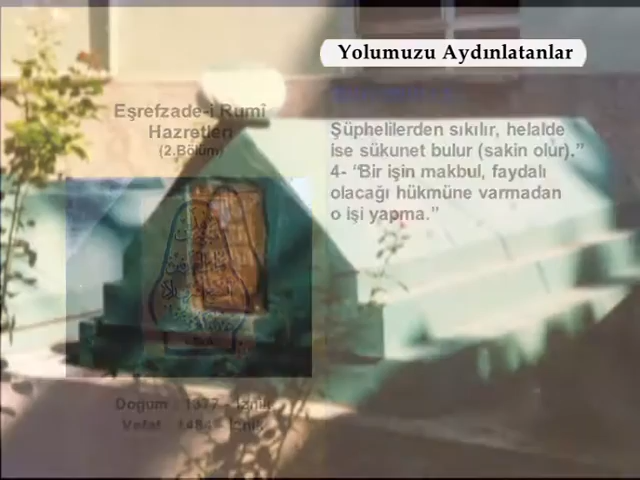 Yolumuzu Aydınlatanlar
Eşrefzade-i Rumî
Hazretleri
(2.Bölüm)
Şüphelilerden sıkılır, helalde
ise sükunet bulur (sakin olur).”
4- “Bir işin makbul, faydalı
olacağı hükmüne varmadan
o işi yapma.”
Doğum : 1377 - İznik
Vefat : 1484 - İznik